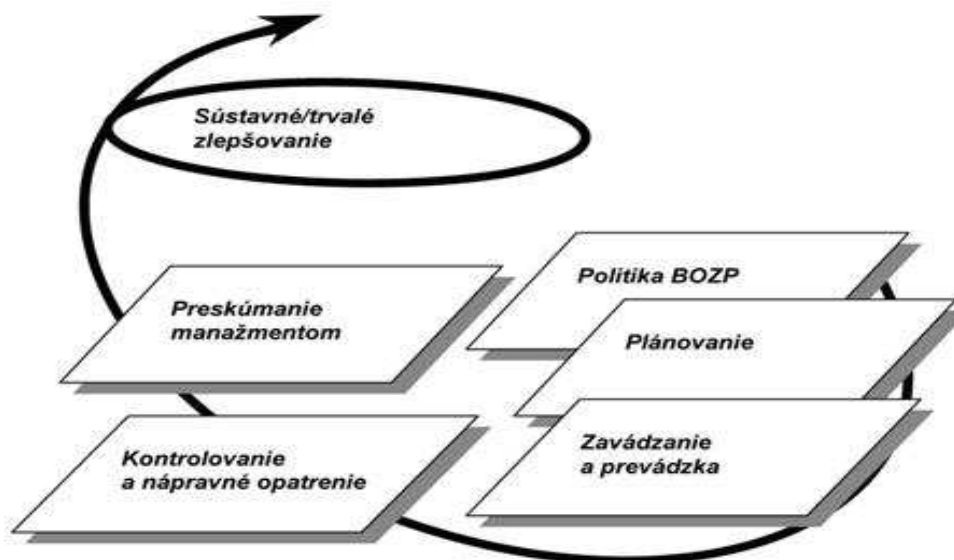 Sústavné/trvalé
zlepšovanie
Politika BOZP
Preskúmanie
manažmentom
Plánovanie
Kontrolovanie
a nápravné opatrenie
Zavádzanie
a prevádzka